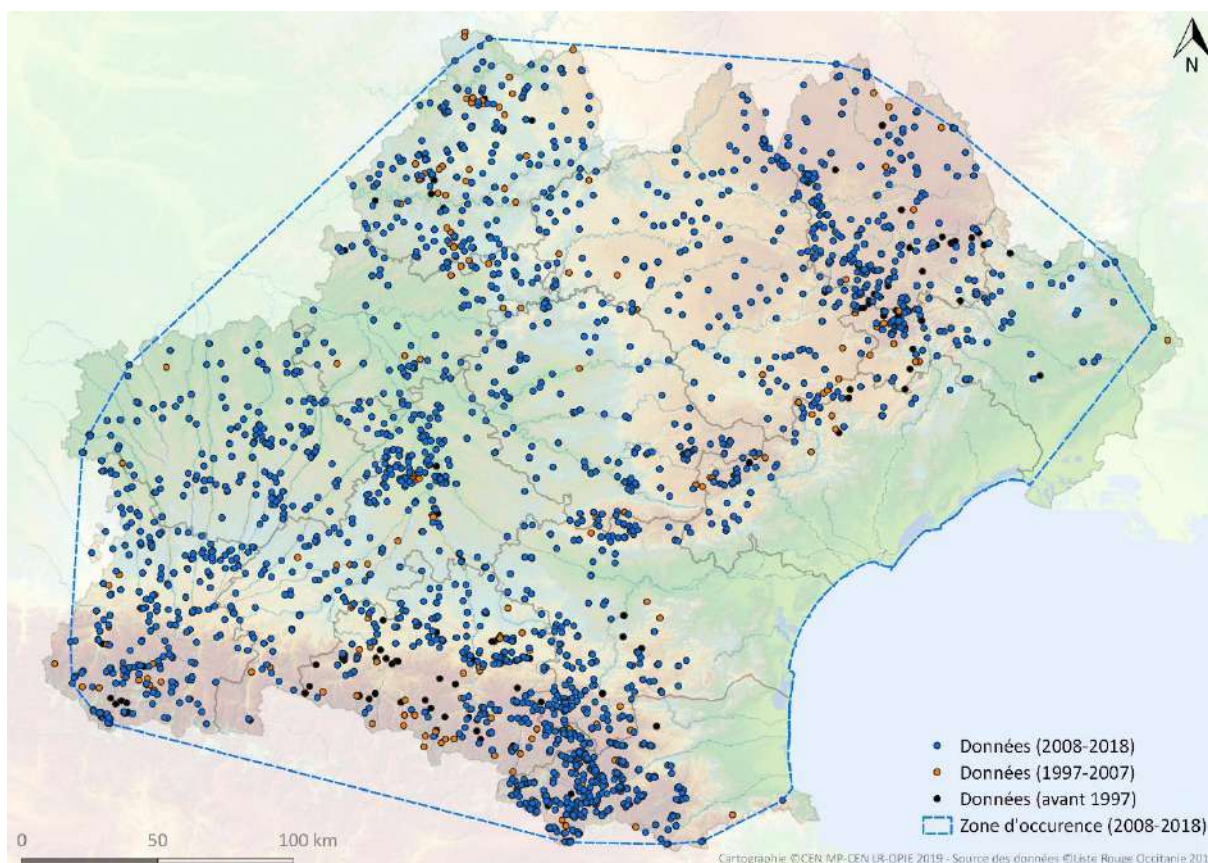 N
Données (2008-2018)
Données (1997-2007)
Données (avant 1997)
Zone d'occurence (2008-2018)
0 50 100 km
Cartographie ©CEN MP-CEN LR-OPIE 2019 - Source des données ©Liste Rouge Occitanie 201